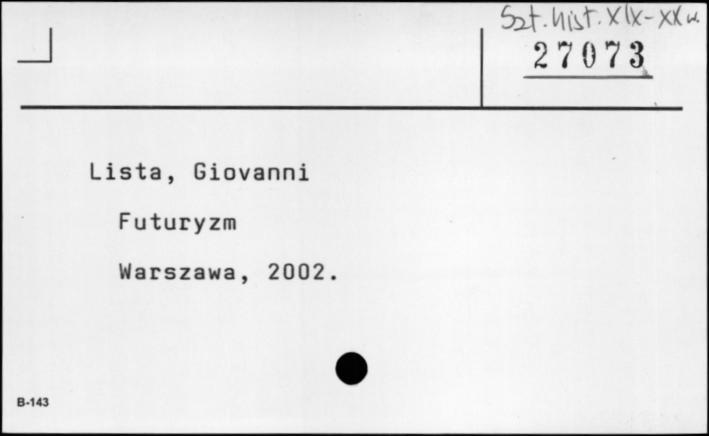 Szt. hist. XIX-XX w.
27073
Lista, Giovanni
Futuryzm
Warszawa, 2002.
B-143